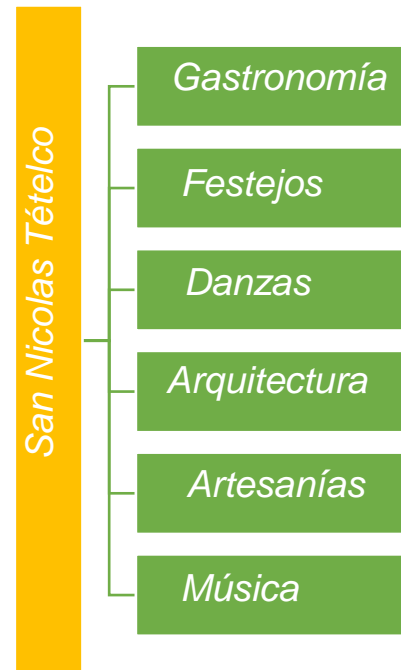 San Nicolas Tételco
Gastronomía
Festejos
Danzas
Arquitectura
Artesanías
Música